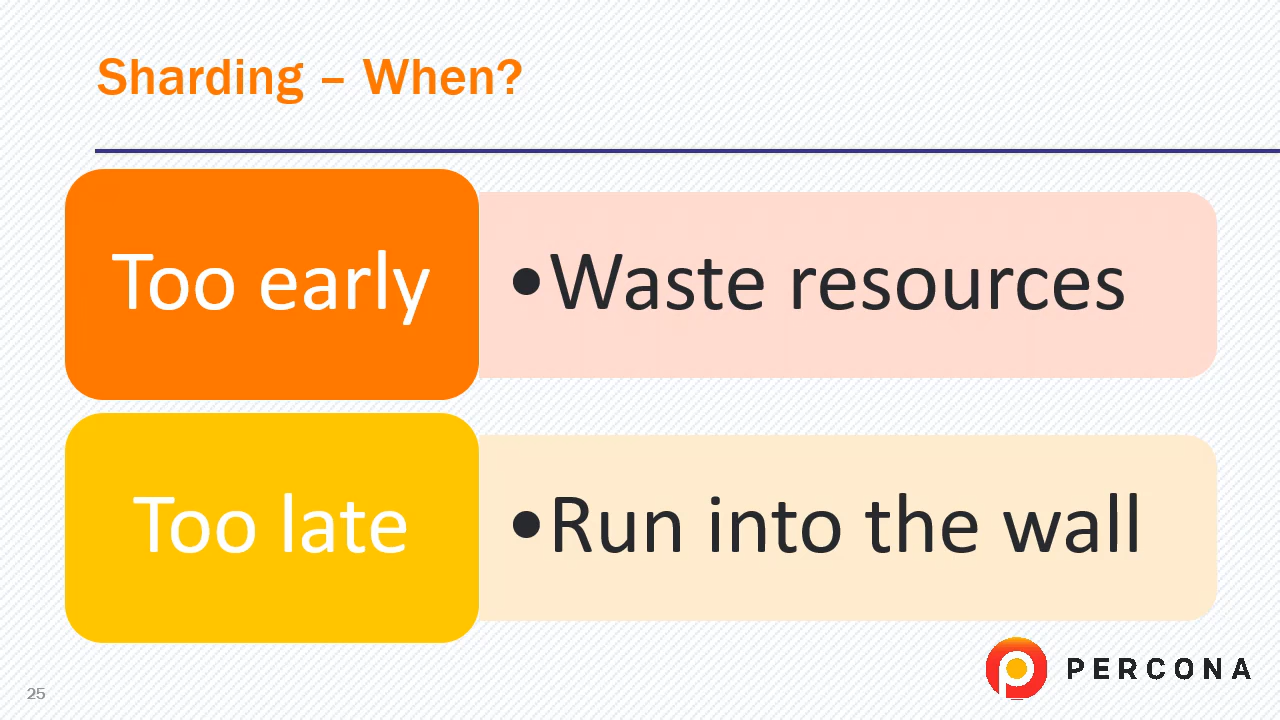 Sharding – When?
Too early
•Waste resources
Too late
•Run into the wall
25
PERCONA